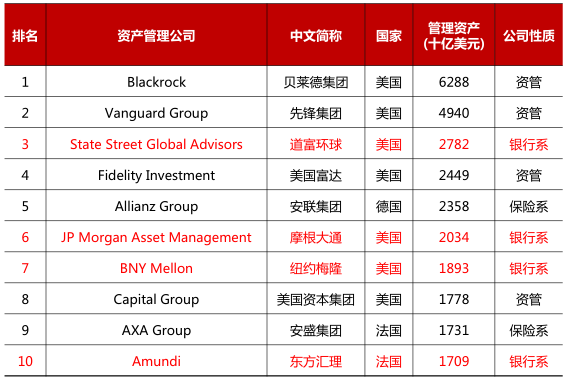 排名 资产管理公司 中文简称 国家 管理资产 公司性质
(十亿美元)
1 Blackrock 贝莱德集团 美国 6288 资管
2 Vanguard Group 先锋集团 美国 4940 资管
3 State Street Global Advisors 道富环球 美国 2782 银行系
4 Fidelity Investment 美国富达 美国 2449 资管
5 Allianz Group 安联集团 德国 2358 保险系
6 JP Morgan Asset Management 摩根大通 美国 2034 银行系
7 BNY Mellon 纽约梅隆 美国 1893 银行系
8 Capital Group 美国资本集团 美国 1778 资管
9 AXA Group 安盛集团 法国 1731 保险系
10 Amundi 东方汇理 法国 1709 银行系